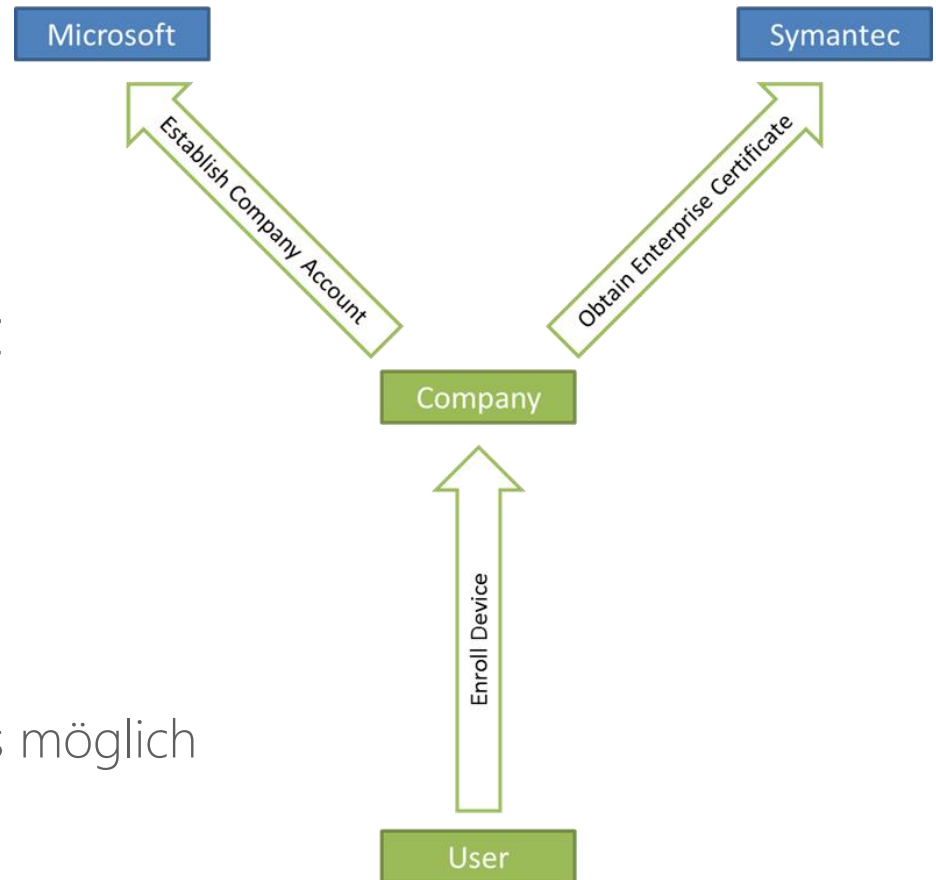 Microsoft
Symantec
Establish Company Account
Obtain Enterprise Certificate
Company
Enroll Device
möglich
User